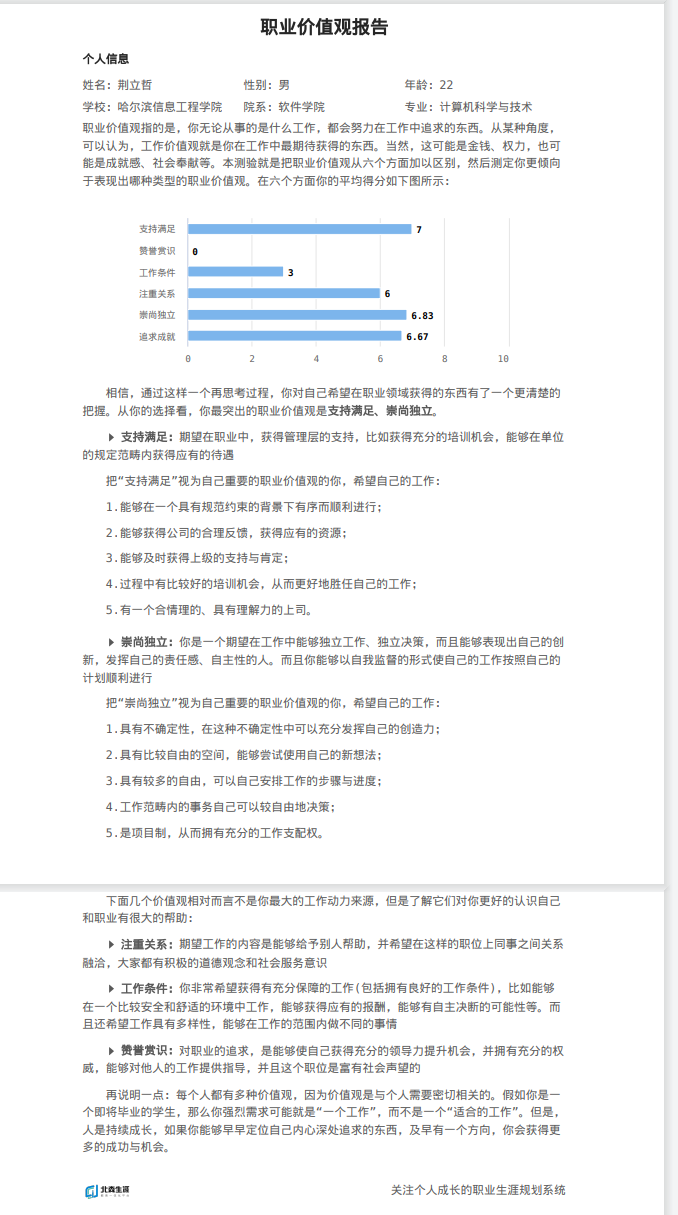 职业价值观报告
个人信息
姓名：荆立哲 性别：男 年龄：22
学校：哈尔滨信息工程学院 院系：软件学院 专业：计算机科学与技术
职业价值观指的是，你无论从事的是什么工作，都会努力在工作中追求的东西。从某种角度，
可以认为，工作价值观就是你在工作中最期待获得的东西。当然，这可能是金钱、权力，也可
能是成就感、社会奉献等。本测验就是把职业价值观从六个方面加以区别，然后测定你更倾向
于表现出哪种类型的职业价值观。在六个方面你的平均得分如下图所示：
支持满足 7
赞誉赏识 0
工作条件 3
注重关系 6
崇尚独立 6.83
追求成就 6.67
0 2 4 6 8 10
相信，通过这样一个再思考过程，你对自己希望在职业领域获得的东西有了一个更清楚的
把握。从你的选择看，你最突出的职业价值观是支持满足、崇尚独立。
支持满足：期望在职业中，获得管理层的支持，比如获得充分的培训机会，能够在单位
的规定范畴内获得应有的待遇
把“支持满足”视为自己重要的职业价值观的你，希望自己的工作：
1.能够在一个具有规范约束的背景下有序而顺利进行；
2.能够获得公司的合理反馈，获得应有的资源；
3.能够及时获得上级的支持与肯定；
4.过程中有比较好的培训机会，从而更好地胜任自己的工作；
5.有一个合情理的、具有理解力的上司。
崇尚独立：你是一个期望在工作中能够独立工作、独立决策，而且能够表现出自己的创
新，发挥自己的责任感、自主性的人。而且你能够以自我监督的形式使自己的工作按照自己的
计划顺利进行
把“崇尚独立”视为自己重要的职业价值观的你，希望自己的工作：
1.具有不确定性，在这种不确定性中可以充分发挥自己的创造力；
2.具有比较自由的空间，能够尝试使用自己的新想法；
3.具有较多的自由，可以自己安排工作的步骤与进度；
4.工作范畴内的事务自己可以较自由地决策；
5.是项目制，从而拥有充分的工作支配权。
下面几个价值观相对而言不是你最大的工作动力来源，但是了解它们对你更好的认识自己
和职业有很大的帮助：
注重关系：期望工作的内容是能够给予别人帮助，并希望在这样的职位上同事之间关系
融洽，大家都有积极的道德观念和社会服务意识
工作条件：你非常希望获得有充分保障的工作(包括拥有良好的工作条件)，比如能够
在一个比较安全和舒适的环境中工作，能够获得应有的报酬，能够有自主决断的可能性等。而
且还希望工作具有多样性，能够在工作的范围内做不同的事情
赞誉赏识：对职业的追求，是能够使自己获得充分的领导力提升机会，并拥有充分的权
威，能够对他人的工作提供指导，并且这个职位是富有社会声望的
再说明一点：每个人都有多种价值观，因为价值观是与个人需要密切相关的。假如你是一
个即将毕业的学生，那么你强烈需求可能就是“一个工作”，而不是一个“适合的工作”。但是，
人是持续成长，如果你能够早早定位自己内心深处追求的东西，及早有一个方向，你会获得更
多的成功与机会。
北森生涯 关注个人成长的职业生涯规划系统